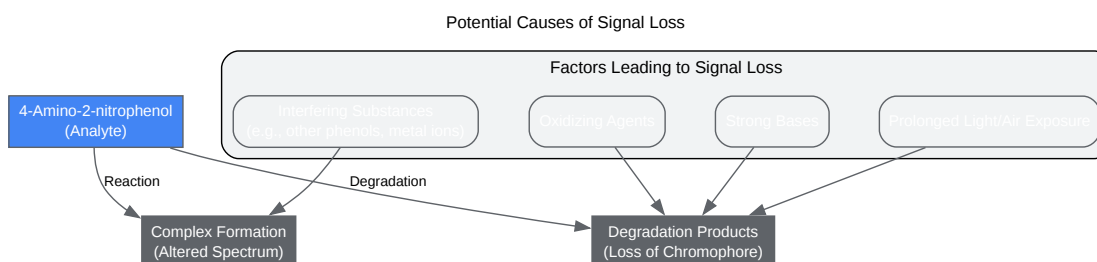 Potential Causes of Signal Loss
Factors Leading to Signal Loss
4-Amino-2-nitrophenol
(Analyte)
Interfering Substances
(e.g., other phenols, metal ions)
Oxidizing Agents
Strong Bases
Prolonged Light/Air Exposure
Reaction
Degradation
Complex Formation
(Altered Spectrum)
Degradation Products
(Loss of Chromophore)